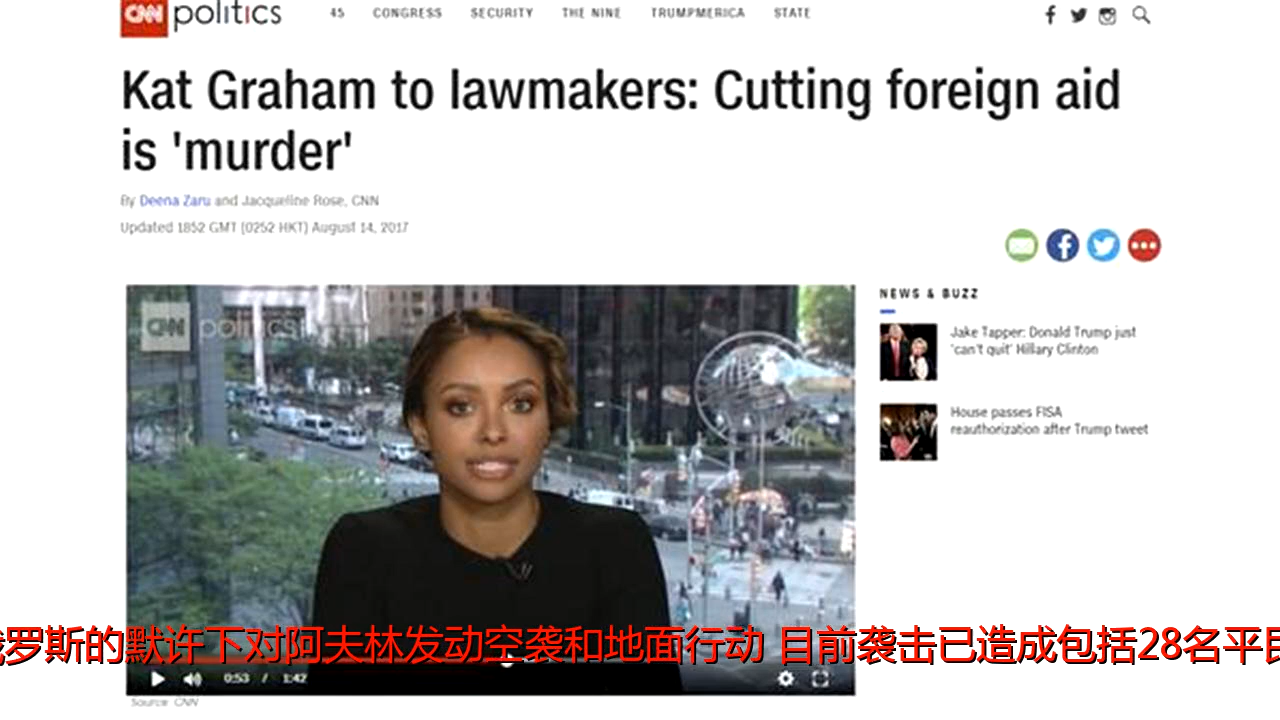 CNN politics 45 CONGRESS SECURITY THE NINE TRUMPMERICA STATE
Kat Graham to lawmakers: Cutting foreign aid
is 'murder'
By Deena Zaru and Jacqueline Rose, CNN
Updated 1852 GMT (0252 HKT) August 14, 2017
NEWS & BUZZ
Jake Tapper: Donald Trump just
'can't quit' Hillary Clinton
House passes FISA
reauthorization after Trump tweet
CNN politics
罗斯的默许下对阿夫林发动空袭和地面行动 目前袭击已造成包括28名平民
0:53 / 1:42
Source: CNN